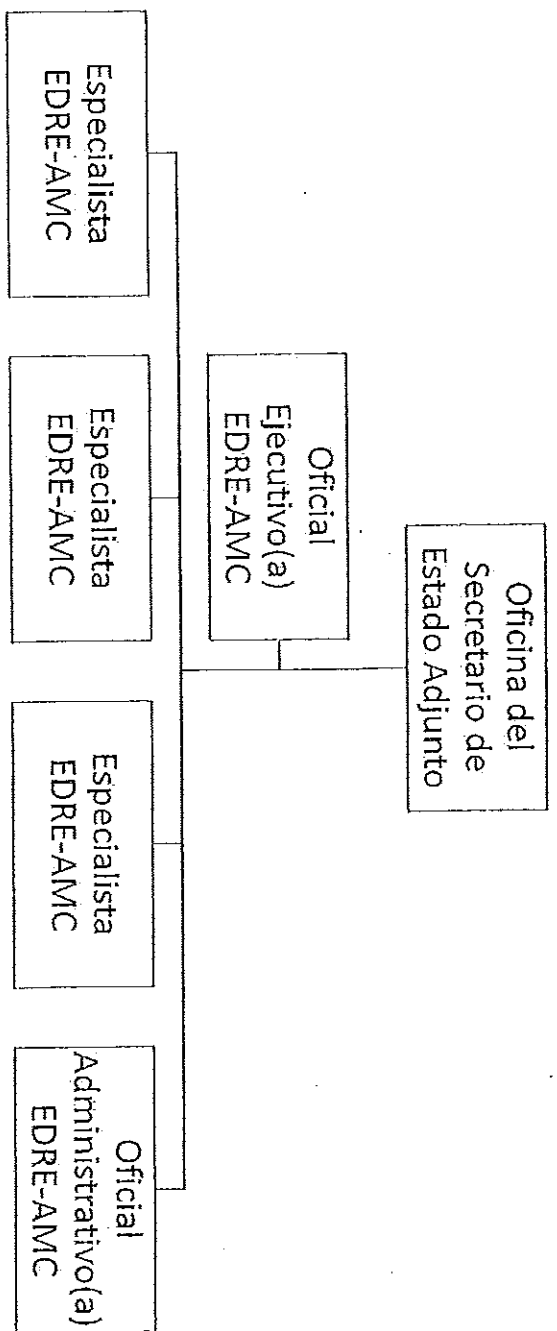 Oficina del
Secretario de
Estado Adjunto
Oficial
Ejecutivo(a)
EDRE-AMC
Especialista
EDRE-AMC
Especialista
EDRE-AMC
Especialista
EDRE-AMC
Oficial
Administrativo(a)
EDRE-AMC